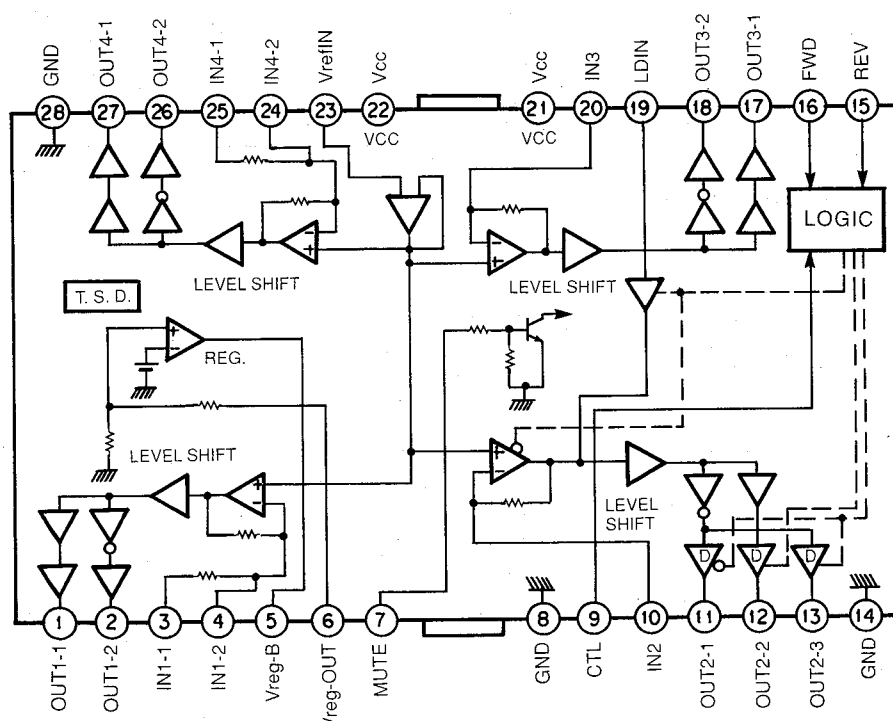 GND
OUT4-1
OUT4-2
IN4-1
IN4-2
VrefIN
Vcc
Vcc
IN3
LDIN
OUT3-2
OUT3-1
FWD
REV
28
27
26
25
24
23
22
21
20
19
18
17
16
15
VCC
VCC
LOGIC
LEVEL SHIFT
LEVEL SHIFT
T. S. D.
REG.
LEVEL SHIFT
LEVEL
SHIFT
D
D
D
1
2
3
4
5
6
7
8
9
10
11
12
13
14
OUT1-1
OUT1-2
IN1-1
IN1-2
Vreg-B
Vreg-OUT
MUTE
GND
CTL
IN2
OUT2-1
OUT2-2
OUT2-3
GND